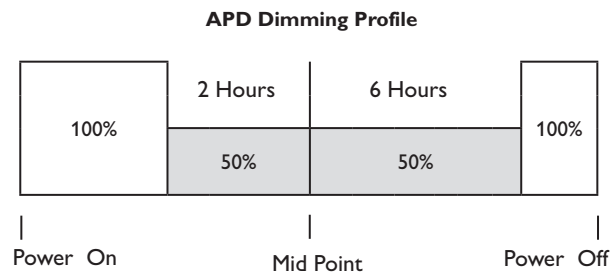 APD Dimming Profile
2 Hours
6 Hours
100%
100%
50%
50%
Power On
Mid Point
Power Off